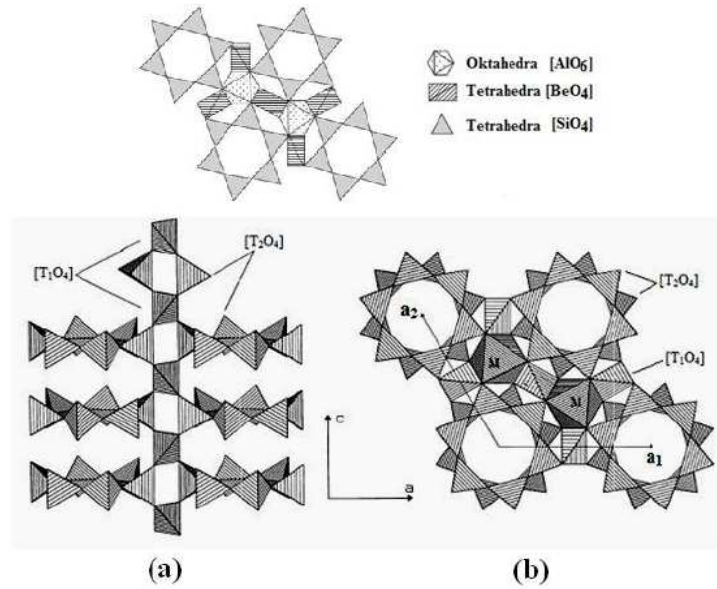 Oktahedra [AlO₆]
Tetrahedra [BeO₄]
Tetrahedra [SiO₄]
[T₁O₄]
[T₂O₄]
c
a
(a)
[T₂O₄]
a₂
M
[T₁O₄]
M
a₁
(b)